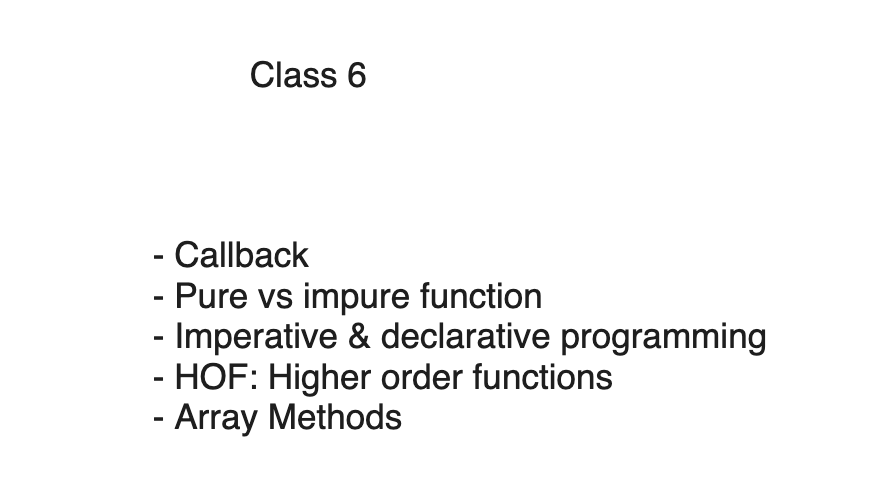 Class 6
- Callback
- Pure vs impure function
- Imperative & declarative programming
- HOF: Higher order functions
- Array Methods